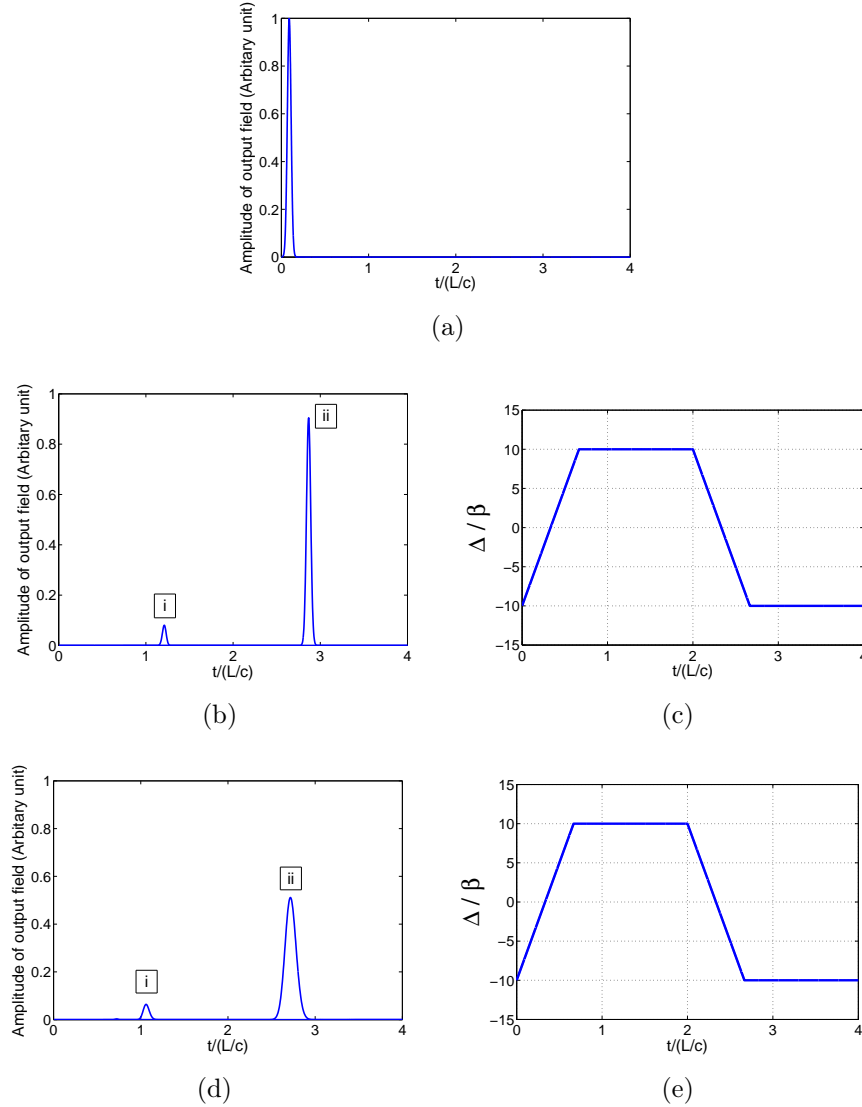 Amplitude of output field (Arbitary unit)
1
0.8
0.6
0.4
0.2
0
0 1 2 3 4
t/(L/c)
(a)
Amplitude of output field (Arbitary unit)
1
0.8
0.6
0.4
0.2
0
i
ii
0 1 2 3 4
t/(L/c)
(b)
Δ / β
15
10
5
0
−5
−10
−15
0 1 2 3 4
t/(L/c)
(c)
Amplitude of output field (Arbitary unit)
1
0.8
0.6
0.4
0.2
0
i
ii
0 1 2 3 4
t/(L/c)
(d)
Δ / β
15
10
5
0
−5
−10
−15
0 1 2 3 4
t/(L/c)
(e)